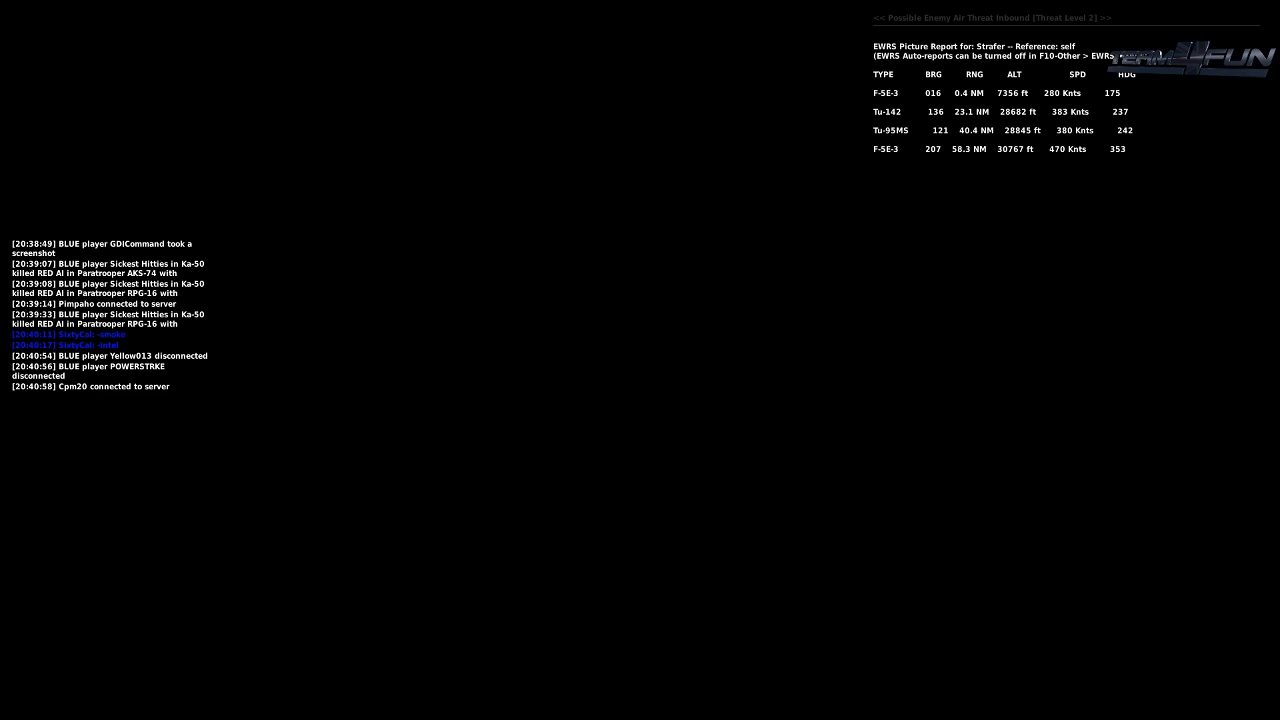 << Possible Enemy Air Threat Inbound [Threat Level 2] >>
EWRS Picture Report for: Strafer -- Reference: self
(EWRS Auto-reports can be turned off in F10-Other > EWRS
TEAM4FUN
TYPE BRG RNG ALT SPD HDG
F-5E-3 016 0.4 NM 7356 ft 280 Knts 175
Tu-142 136 23.1 NM 28682 ft 383 Knts 237
Tu-95MS 121 40.4 NM 28845 ft 380 Knts 242
F-5E-3 207 58.3 NM 30767 ft 470 Knts 353
[20:38:49] BLUE player GDICommand took a
screenshot
[20:39:07] BLUE player Sickest Hitties in Ka-50
killed RED AI in Paratrooper AKS-74 with
[20:39:08] BLUE player Sickest Hitties in Ka-50
killed RED AI in Paratrooper RPG-16 with
[20:39:14] Pimpaho connected to server
[20:39:33] BLUE player Sickest Hitties in Ka-50
killed RED AI in Paratrooper RPG-16 with
[20:40:11] SixtyCal: -smoke
[20:40:17] SixtyCal: -intel
[20:40:54] BLUE player Yellow013 disconnected
[20:40:56] BLUE player POWERSTRKE
disconnected
[20:40:58] Cpm20 connected to server